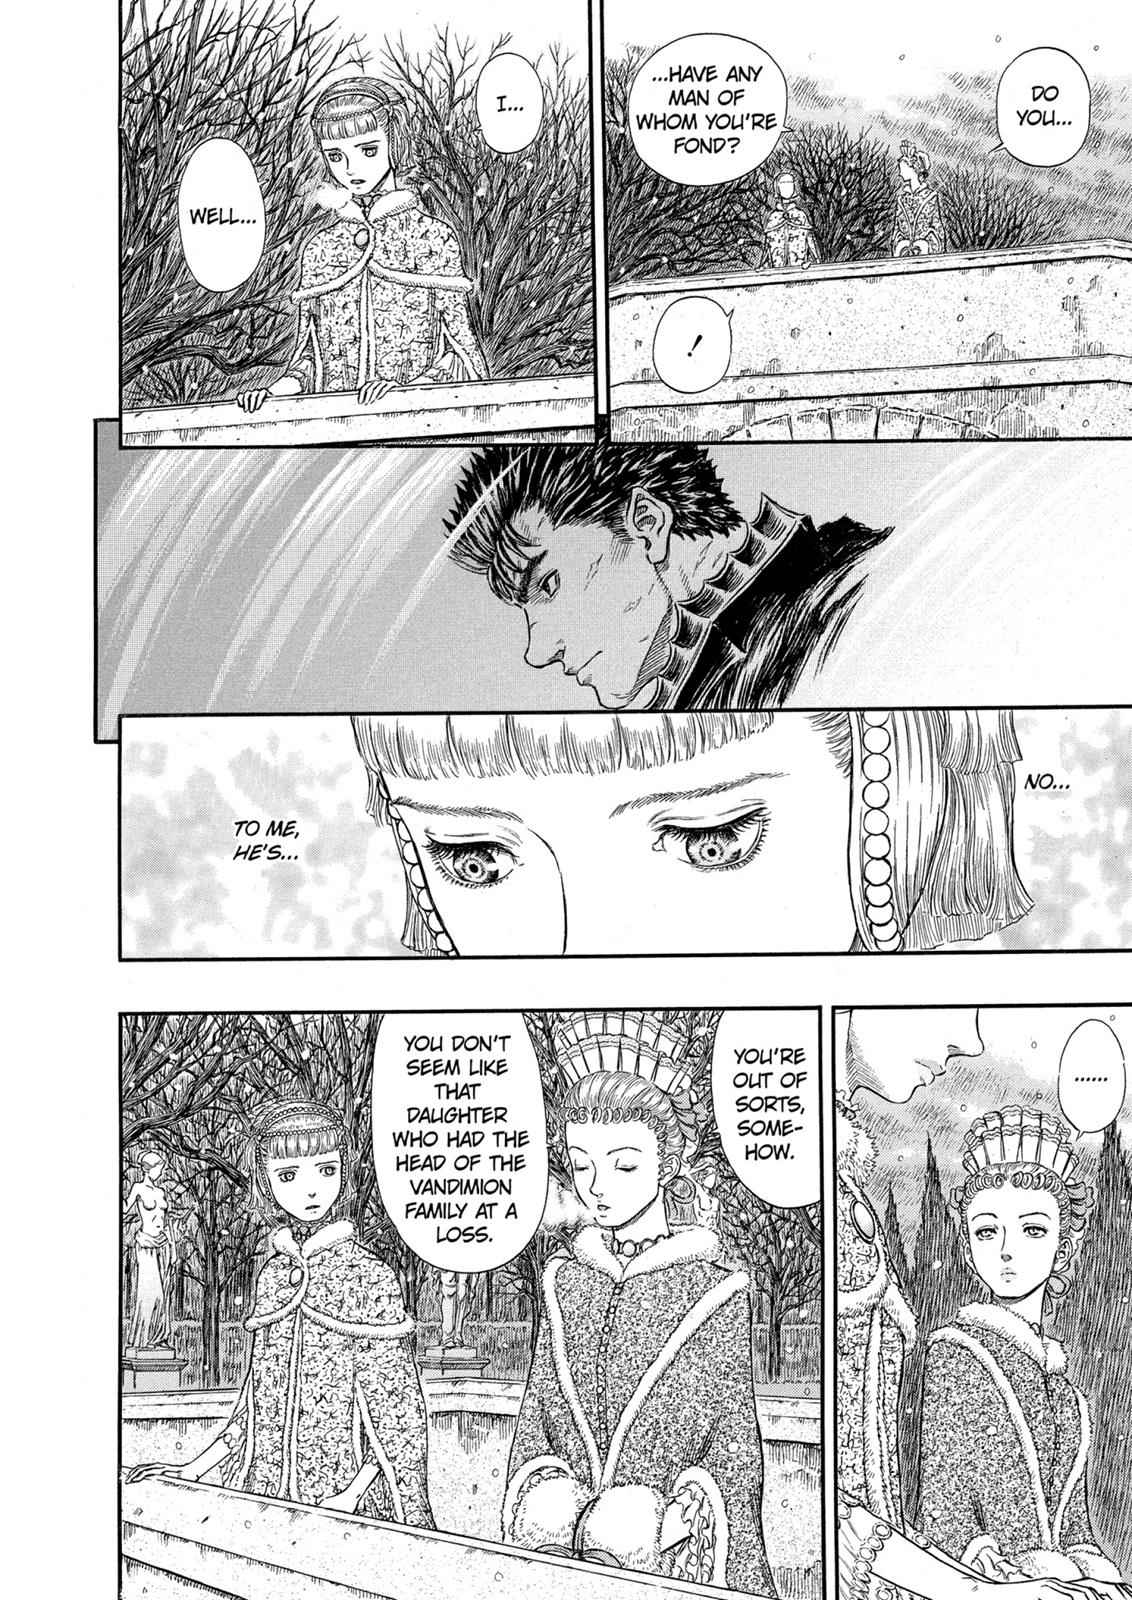 DO
YOU...
...HAVE ANY
MAN OF
WHOM YOU'RE
FOND?
!
I...
WELL...
NO...
TO ME,
HE'S...
......
YOU'RE
OUT OF
SORTS,
SOME-
HOW.
YOU DON'T
SEEM LIKE
THAT
DAUGHTER
WHO HAD THE
HEAD OF THE
VANDIMION
FAMILY AT A
LOSS.